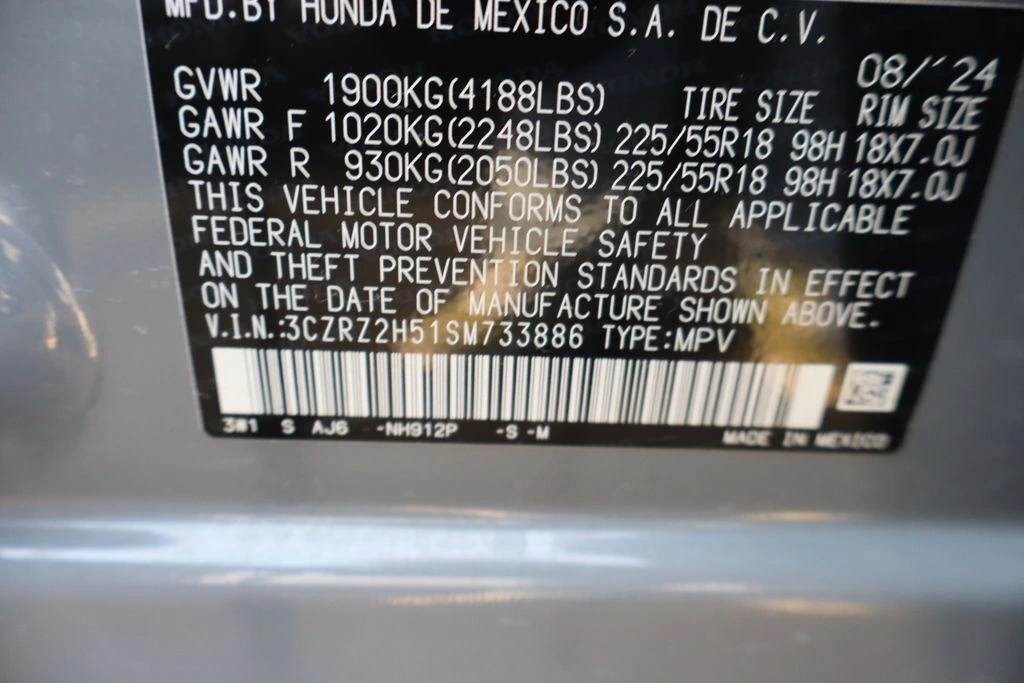 MFD.BY HONDA DE MEXICO S.A. DE C.V.
08/ 24
GVWR 1900KG(4188LBS) TIRE SIZE RIM SIZE
GAWR F 1020KG(2248LBS) 225/55R18 98H 18X7.0J
GAWR R 930KG(2050LBS) 225/55R18 98H 18X7.0J
THIS VEHICLE CONFORMS TO ALL APPLICABLE
FEDERAL MOTOR VEHICLE SAFETY
AND THEFT PREVENTION STANDARDS IN EFFECT
ON THE DATE OF MANUFACTURE SHOWN ABOVE.
V.I.N.:3CZRZ2H51SM733886 TYPE:MPV
S AJ6 -NH912P -S -M MADE IN MEXICO